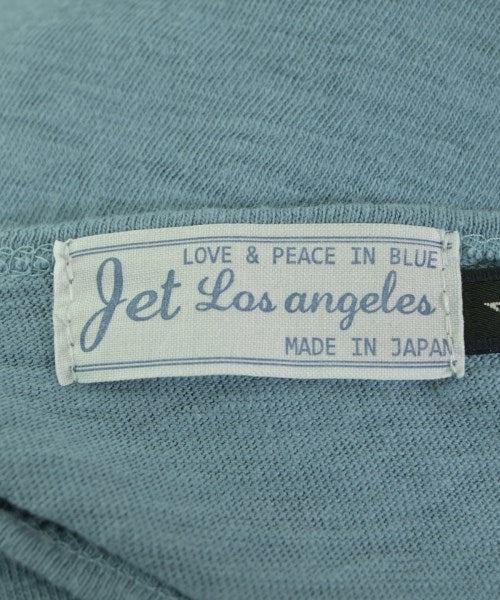 LOVE & PEACE IN BLUE
Jet Los angeles
MADE IN JAPAN